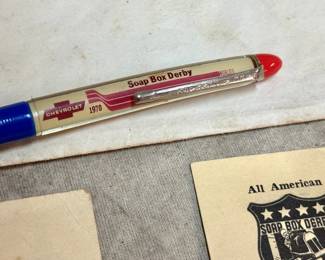 Soap Box Derby
CHEVROLET
1970
All American
SOAP BOX DERBY